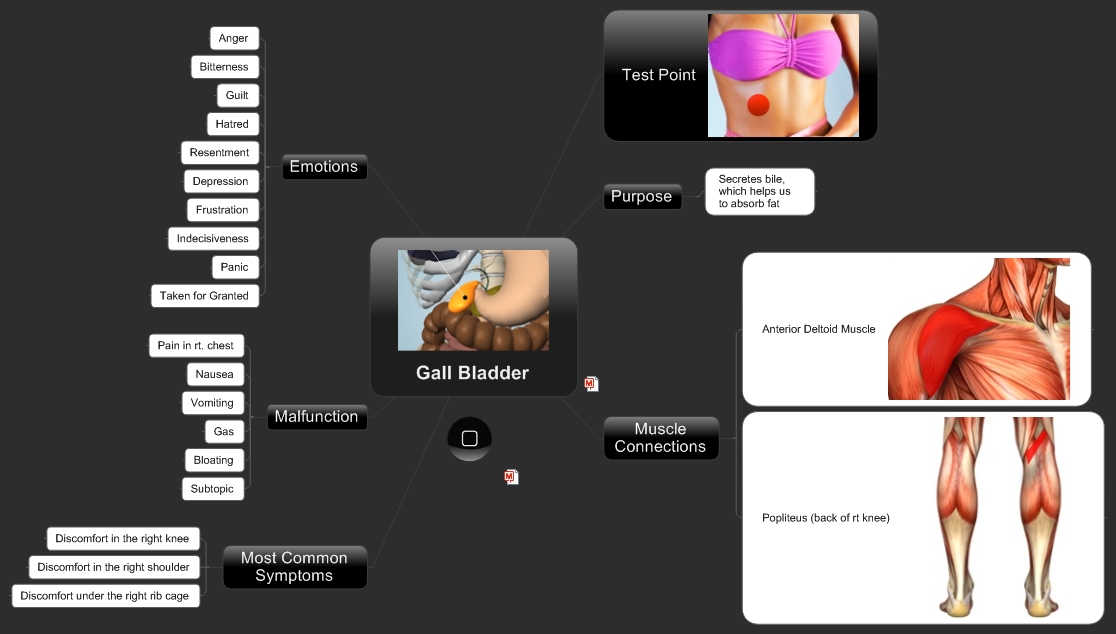 Anger
Bitterness
Guilt
Hatred
Resentment
Depression
Frustration
Indecisiveness
Panic
Taken for Granted
Emotions
Pain in rt. chest
Nausea
Vomiting
Gas
Bloating
Subtopic
Malfunction
Discomfort in the right knee
Discomfort in the right shoulder
Discomfort under the right rib cage
Most Common
Symptoms
Gall Bladder
M
M
Test Point
Purpose
Secretes bile,
which helps us
to absorb fat
Muscle
Connections
Anterior Deltoid Muscle
Popliteus (back of rt knee)